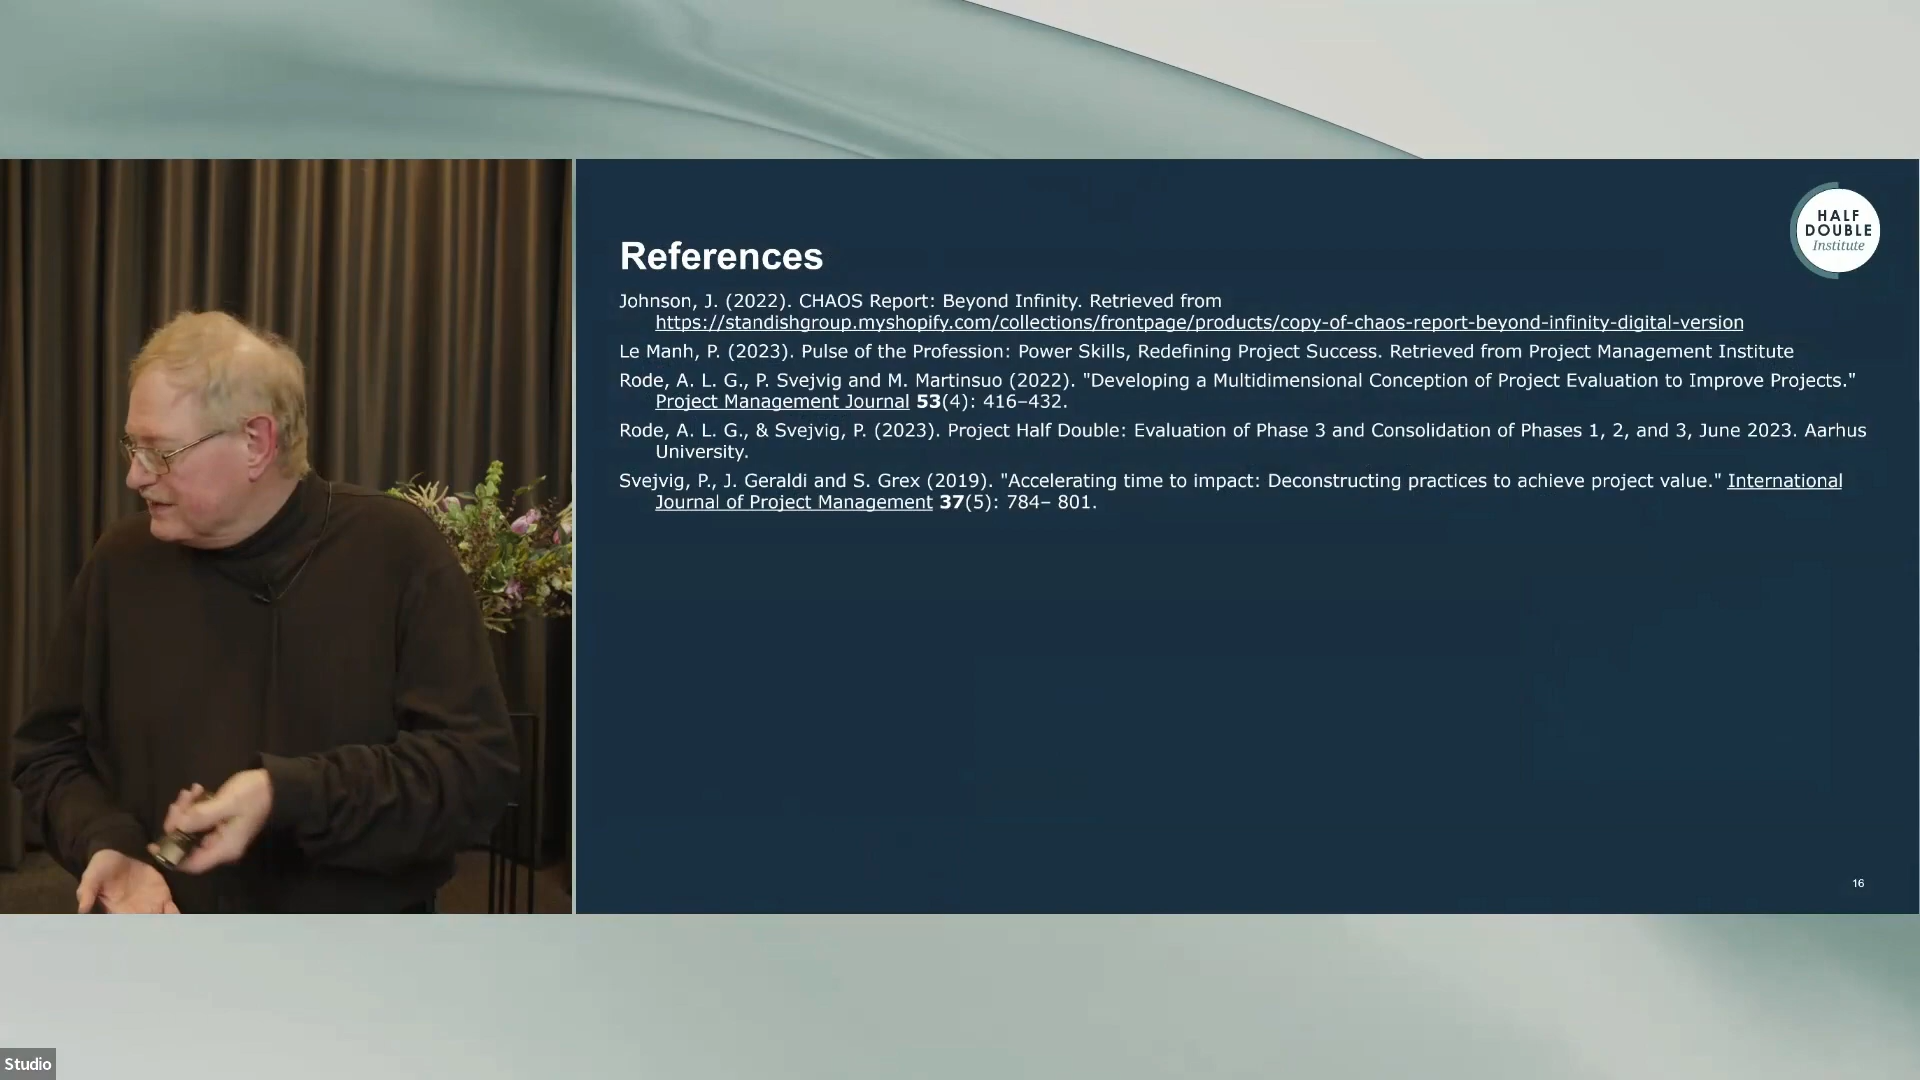 HALF
DOUBLE
Institute
References
Johnson, J. (2022). CHAOS Report: Beyond Infinity. Retrieved from
https://standishgroup.myshopify.com/collections/frontpage/products/copy-of-chaos-report-beyond-infinity-digital-version
Le Manh, P. (2023). Pulse of the Profession: Power Skills, Redefining Project Success. Retrieved from Project Management Institute
Rode, A. L. G., P. Svejvig and M. Martinsuo (2022). "Developing a Multidimensional Conception of Project Evaluation to Improve Projects."
Project Management Journal 53(4): 416–432.
Rode, A. L. G., & Svejvig, P. (2023). Project Half Double: Evaluation of Phase 3 and Consolidation of Phases 1, 2, and 3, June 2023. Aarhus
University.
Svejvig, P., J. Geraldi and S. Grex (2019). "Accelerating time to impact: Deconstructing practices to achieve project value." International
Journal of Project Management 37(5): 784– 801.
16
Studio